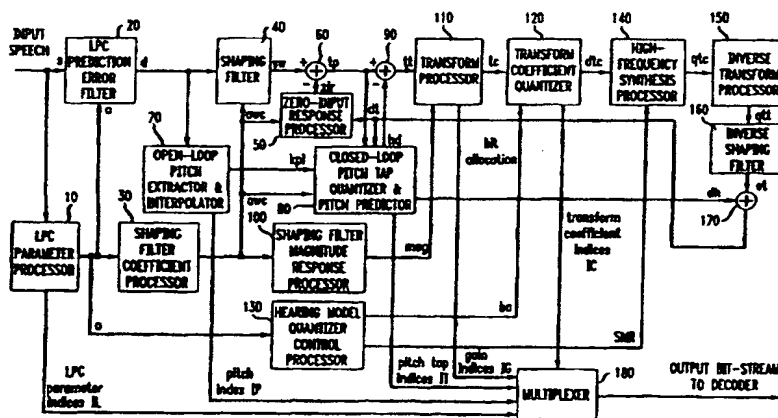 INPUT
SPEECH
s
20
LPC
PREDICTION
ERROR
FILTER
d
40
SHAPING
FILTER
sw
+
60
tp
+
90
tt
110
TRANSFORM
PROCESSOR
tc
120
TRANSFORM
COEFFICIENT
QUANTIZER
dtc
140
HIGH-
FREQUENCY
SYNTHESIS
PROCESSOR
qtc
150
INVERSE
TRANSFORM
PROCESSOR
qtt
160
INVERSE
SHAPING
FILTER
et
170
dh
a
zir
awc
ZERO-INPUT
RESPONSE
PROCESSOR
50
dt
70
OPEN-LOOP
PITCH
EXTRACTOR &
INTERPOLATOR
kpi
awc
CLOSED-LOOP
PITCH TAP
QUANTIZER &
PITCH PREDICTOR
80
bit
allocation
transform
coefficient
indices IC
10
LPC
PARAMETER
PROCESSOR
30
SHAPING
FILTER
COEFFICIENT
PROCESSOR
100
SHAPING FILTER
MAGNITUDE
RESPONSE
PROCESSOR
mag
a
130
HEARING MODEL
QUANTIZER
CONTROL
PROCESSOR
ba
SMR
LPC
parameter
indices IL
pitch
index IP
pitch tap
indices IT
gain
indices IG
MULTIPLEXER
180
OUTPUT BIT-STREAM
TO DECODER